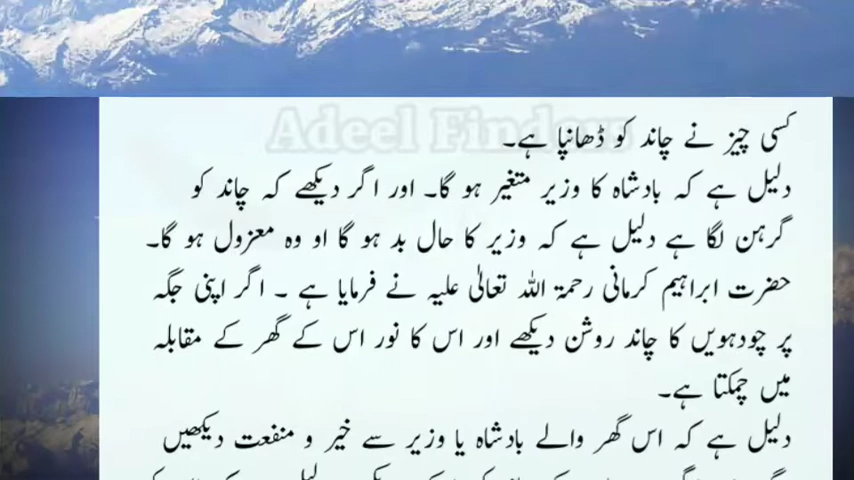 Adeel Finders
کسی چیز نے چاند کو ڈھانپا ہے۔
دلیل ہے کہ بادشاہ کا وزیر متغیر ہو گا۔ اور اگر دیکھے کہ چاند کو
گرہن لگا ہے دلیل ہے کہ وزیر کا حال بد ہو گا او وہ معزول ہو گا۔
حضرت ابراہیم کرمانی رحمۃ اللہ تعالیٰ علیہ نے فرمایا ہے ۔ اگر اپنی جگہ
پر چودہویں کا چاند روشن دیکھے اور اس کا نور اس کے گھر کے مقابلہ
میں چمکتا ہے۔
دلیل ہے کہ اس گھر والے بادشاہ یا وزیر سے خیر و منفعت دیکھیں